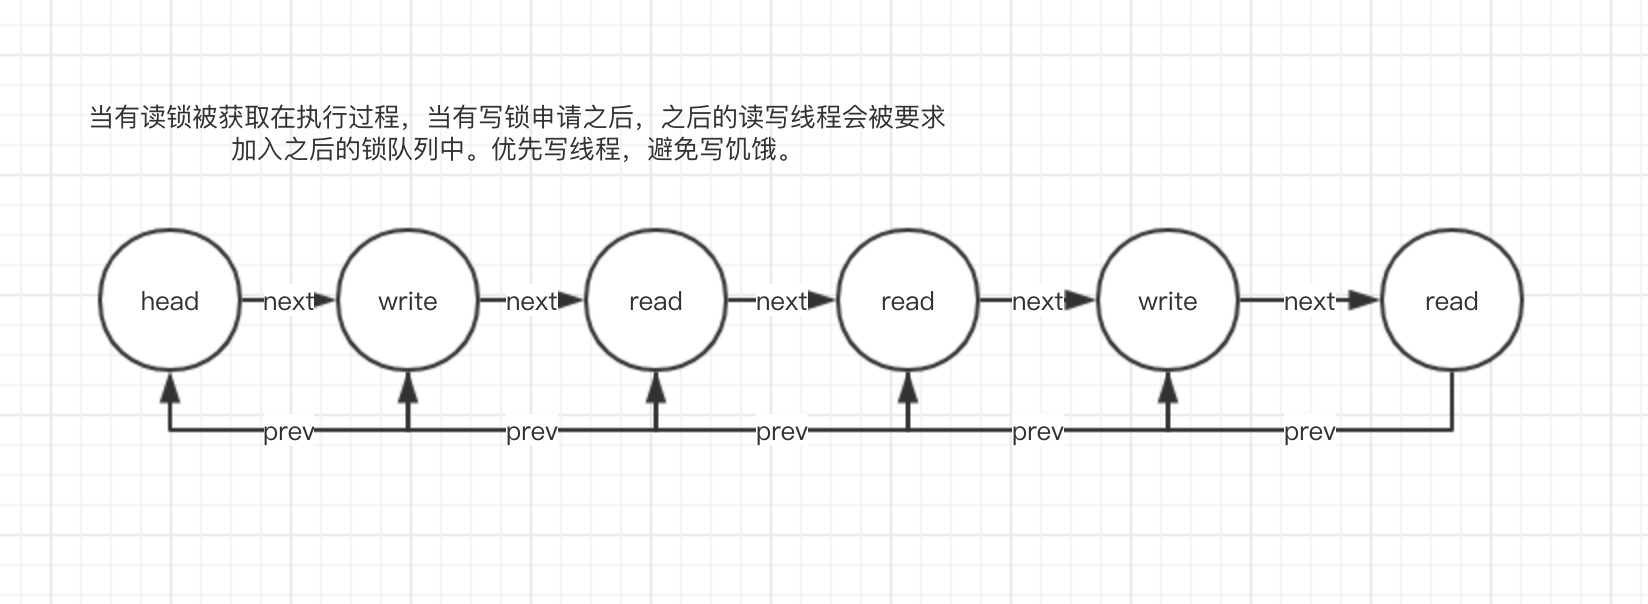 当有读锁被获取在执行过程，当有写锁申请之后，之后的读写线程会被要求
加入之后的锁队列中。优先写线程，避免写饥饿。
head next write next read next read next write next read
prev prev prev prev prev